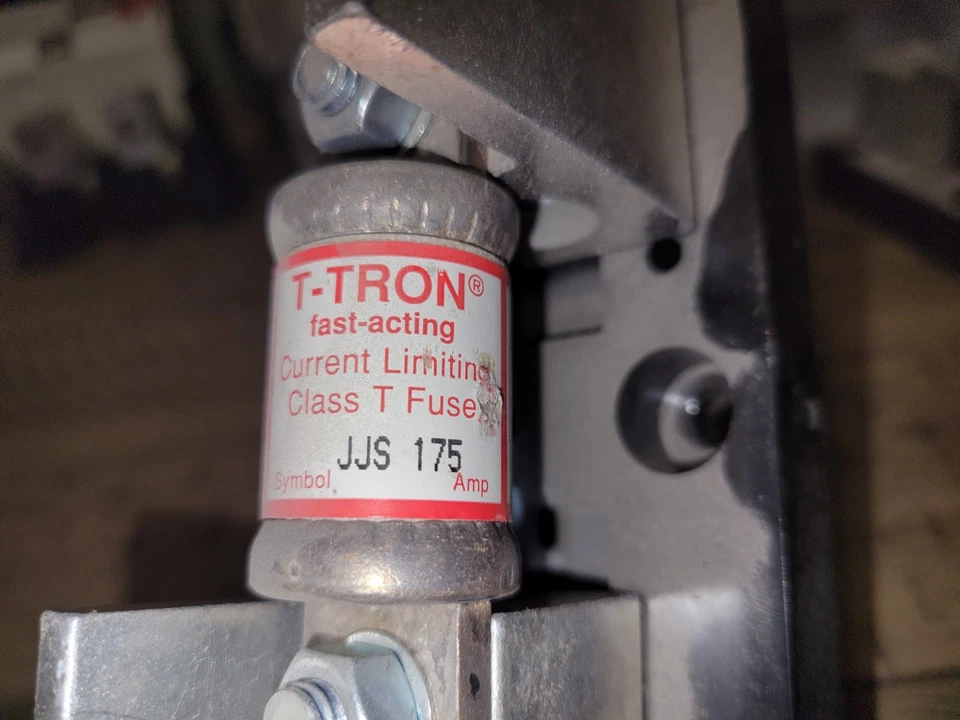 T-TRON®
fast-acting
Current Limiting
Class T Fuse
JJS 175
Symbol Amp